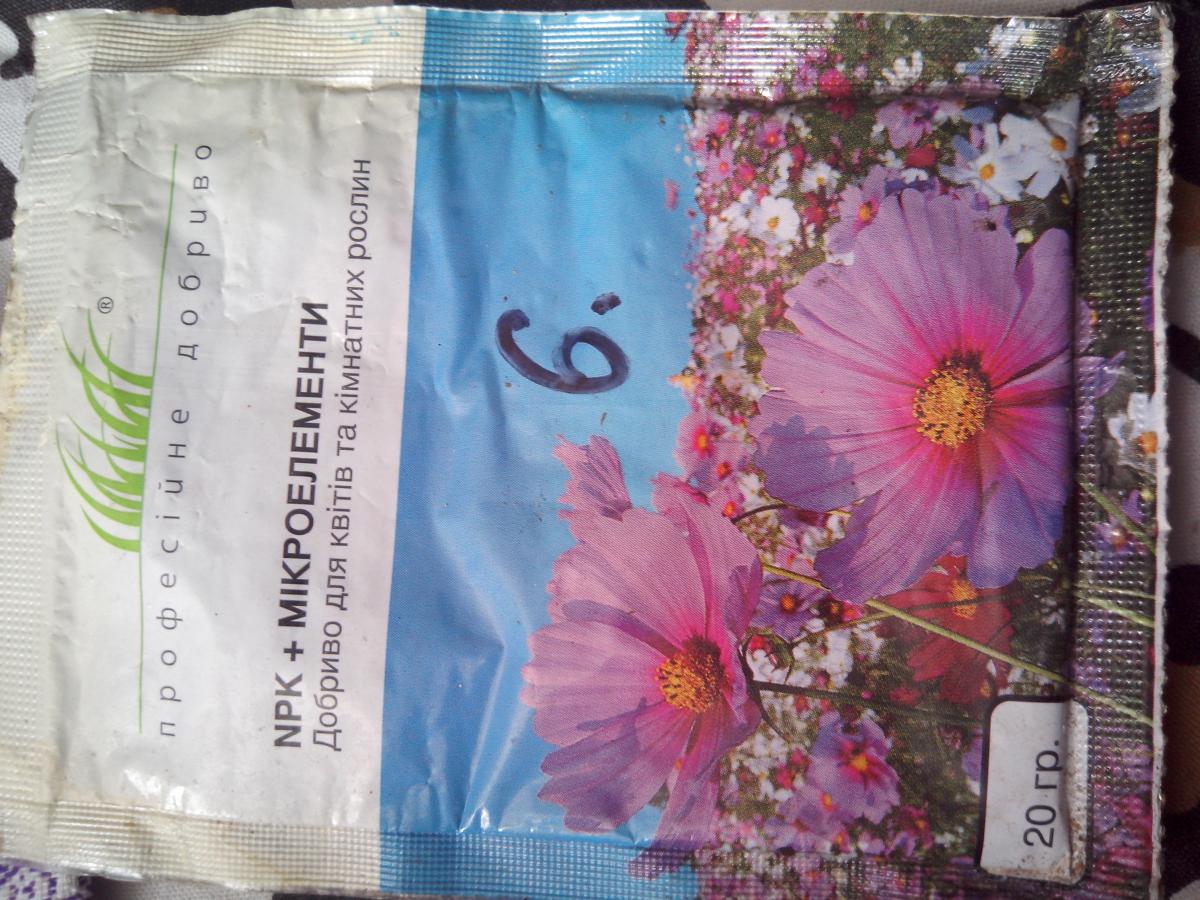 ®
професійне добриво
NPK + МІКРОЕЛЕМЕНТИ
Добриво для квітів та кімнатних рослин
6.
20 гр.